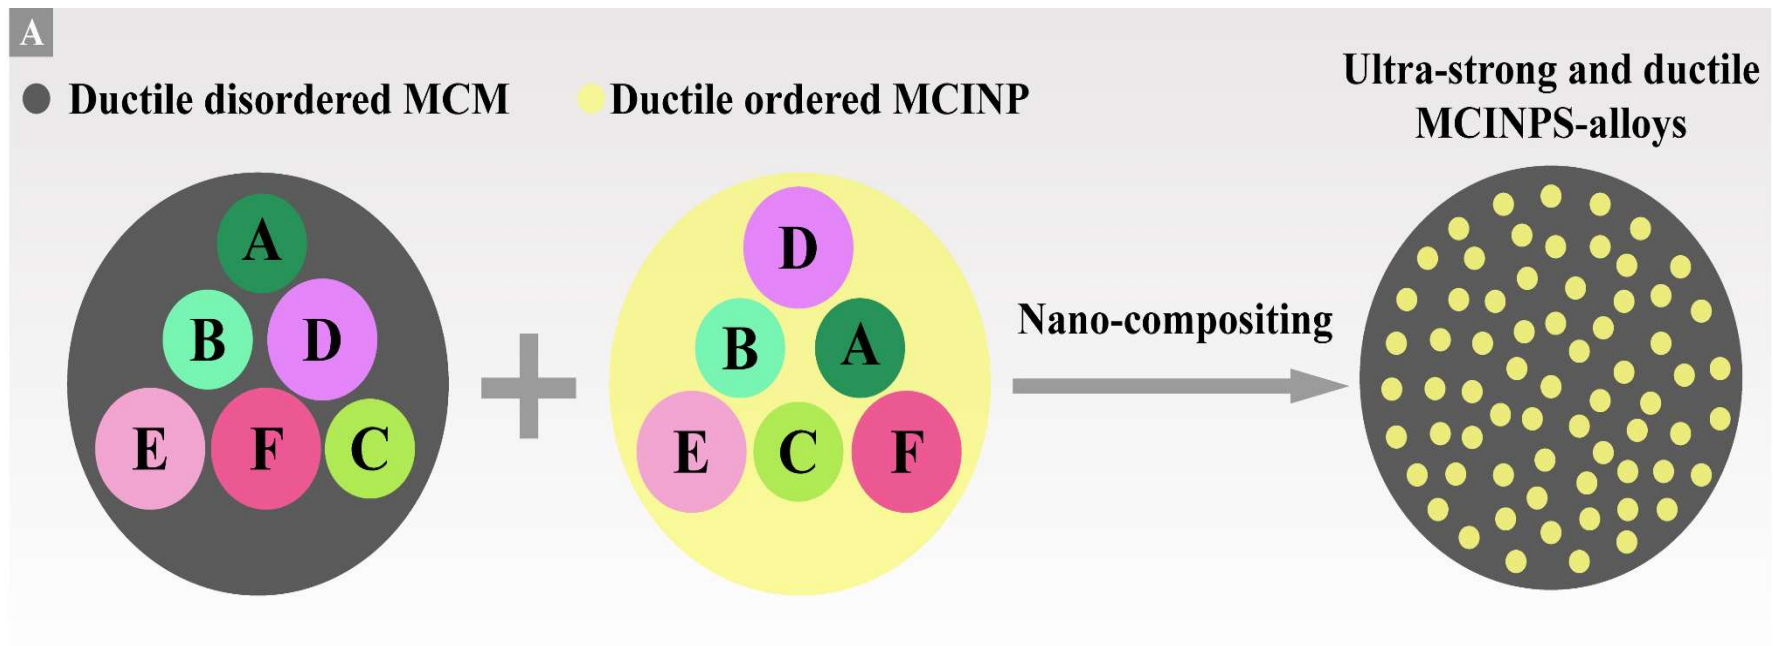 A
Ductile disordered MCM
Ductile ordered MCINP
Ultra-strong and ductile
MCINPS-alloys
A
B D
E F C
D
B A
E C F
Nano-compositing